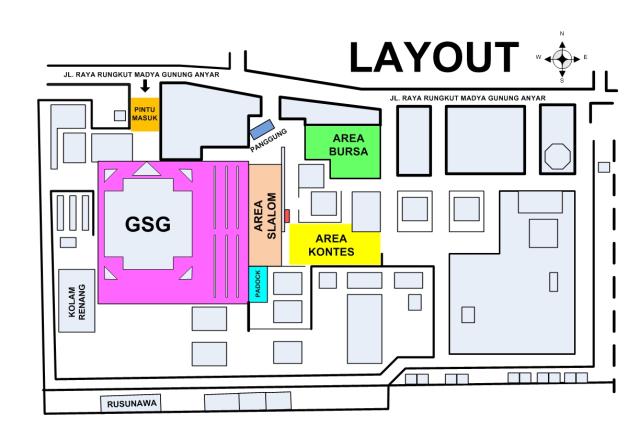 LAYOUT
N
W
E
S
JL. RAYA RUNGKUT MADYA GUNUNG ANYAR
JL. RAYA RUNGKUT MADYA GUNUNG ANYAR
PINTU
MASUK
PANGGUNG
AREA
BURSA
GSG
AREA
SLALOM
AREA
KONTES
PADOCK
KOLAM
RENANG
RUSUNAWA